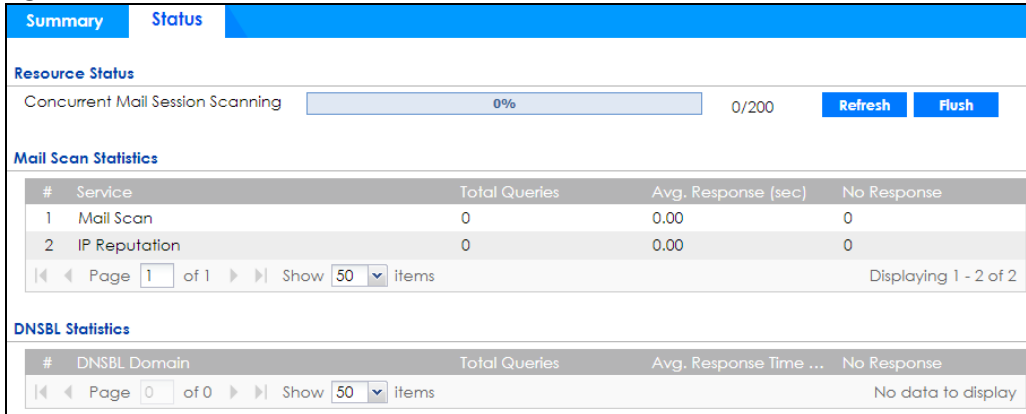 Summary Status
Resource Status
Concurrent Mail Session Scanning 0% 0/200 Refresh Flush
Mail Scan Statistics
# Service Total Queries Avg. Response (sec) No Response
1 Mail Scan 0 0.00 0
2 IP Reputation 0 0.00 0
Page 1 of 1 Show 50 items Displaying 1 - 2 of 2
DNSBL Statistics
# DNSBL Domain Total Queries Avg. Response Time ... No Response
Page 0 of 0 Show 50 items No data to display